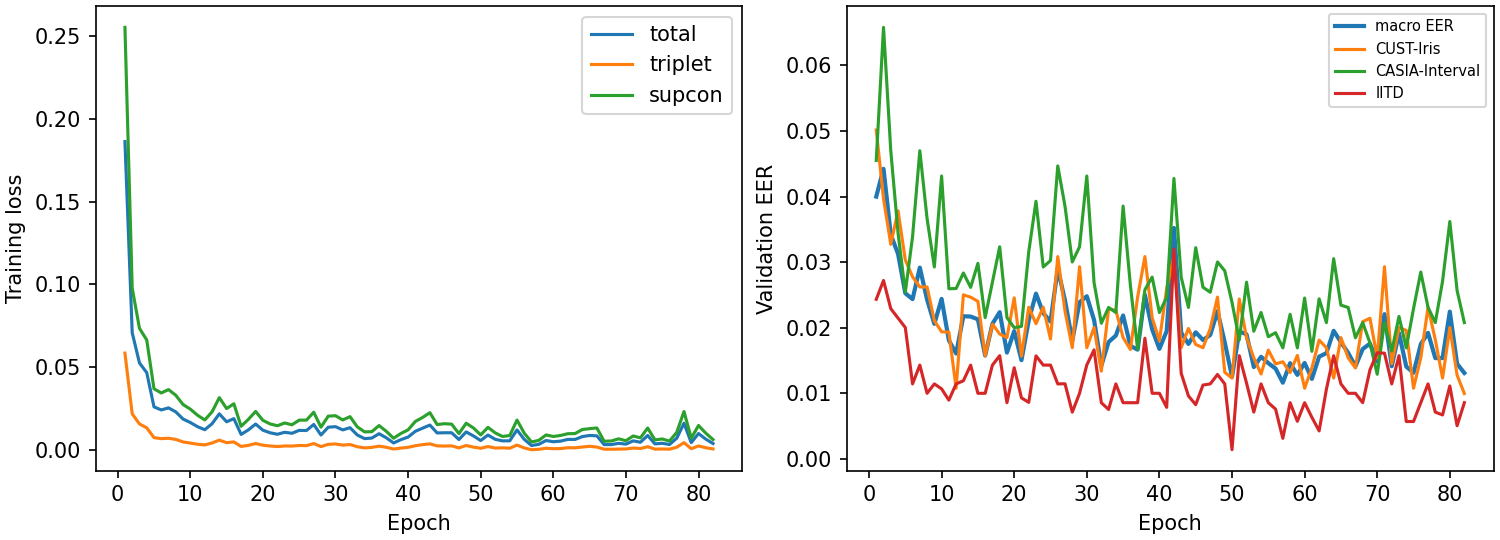 0.25
0.20
0.15
0.10
0.05
0.00
Training loss
0 10 20 30 40 50 60 70 80
Epoch
total
triplet
supcon
0.06
0.05
0.04
0.03
0.02
0.01
0.00
Validation EER
0 10 20 30 40 50 60 70 80
Epoch
macro EER
CUST-Iris
CASIA-Interval
IITD